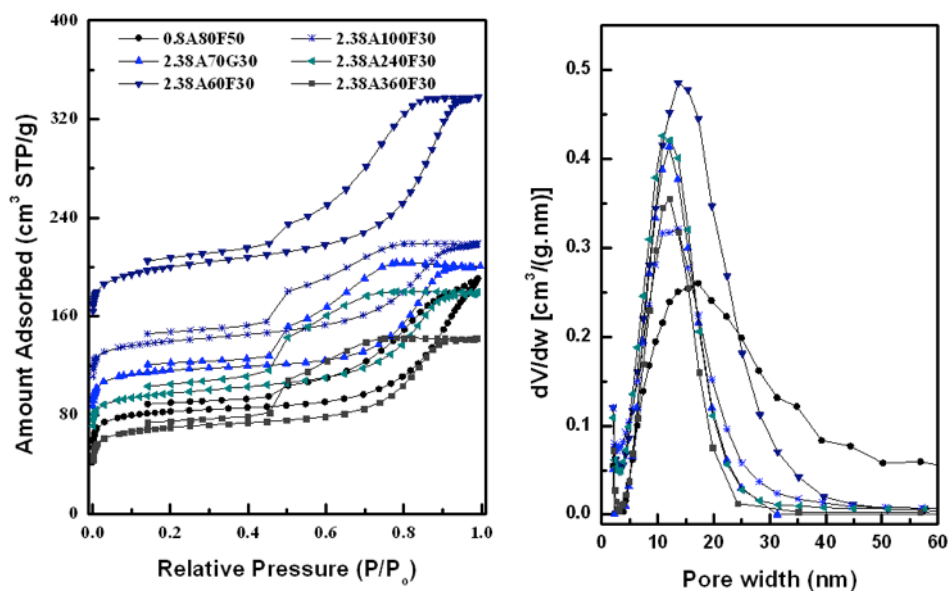 400
320
240
160
80
0
Amount Adsorbed (cm³ STP/g)
0.8A80F50
2.38A70G30
2.38A60F30
2.38A100F30
2.38A240F30
2.38A360F30
0.0 0.2 0.4 0.6 0.8 1.0
Relative Pressure (P/Pₒ)
0.5
0.4
0.3
0.2
0.1
0.0
dV/dw [cm³/(g.nm)]
0 10 20 30 40 50 60
Pore width (nm)